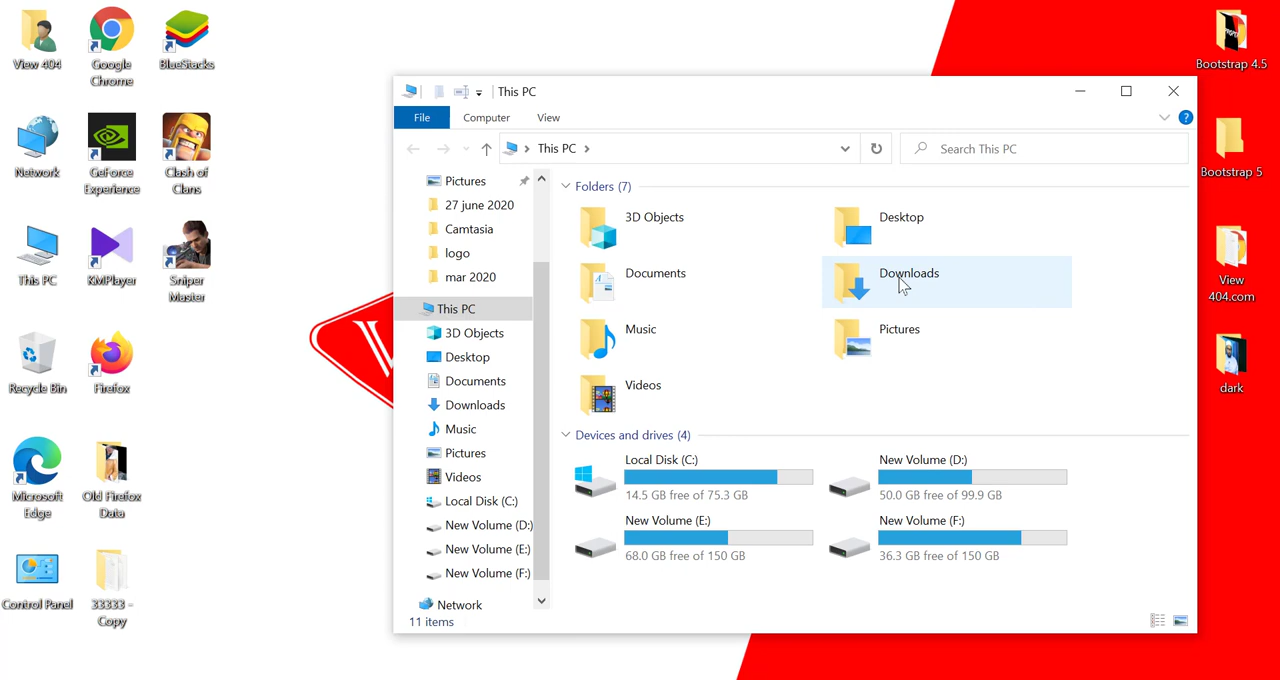 View 404
Google
Chrome
BlueStacks
Network
GeForce
Experience
Clash of
Clans
This PC
KMPlayer
Sniper
Master
Recycle Bin
Firefox
Microsoft
Edge
Old Firefox
Data
Control Panel
33333 -
Copy
This PC
File
Computer
View
?
This PC
Search This PC
Pictures
27 june 2020
Camtasia
logo
mar 2020
This PC
3D Objects
Desktop
Documents
Downloads
Music
Pictures
Videos
Local Disk (C:)
New Volume (D:)
New Volume (E:)
New Volume (F:)
Network
11 items
Folders (7)
3D Objects
Desktop
Documents
Downloads
Music
Pictures
Videos
Devices and drives (4)
Local Disk (C:)
14.5 GB free of 75.3 GB
New Volume (D:)
50.0 GB free of 99.9 GB
New Volume (E:)
68.0 GB free of 150 GB
New Volume (F:)
36.3 GB free of 150 GB
Bootstrap 4.5
Bootstrap 5
View
404.com
dark